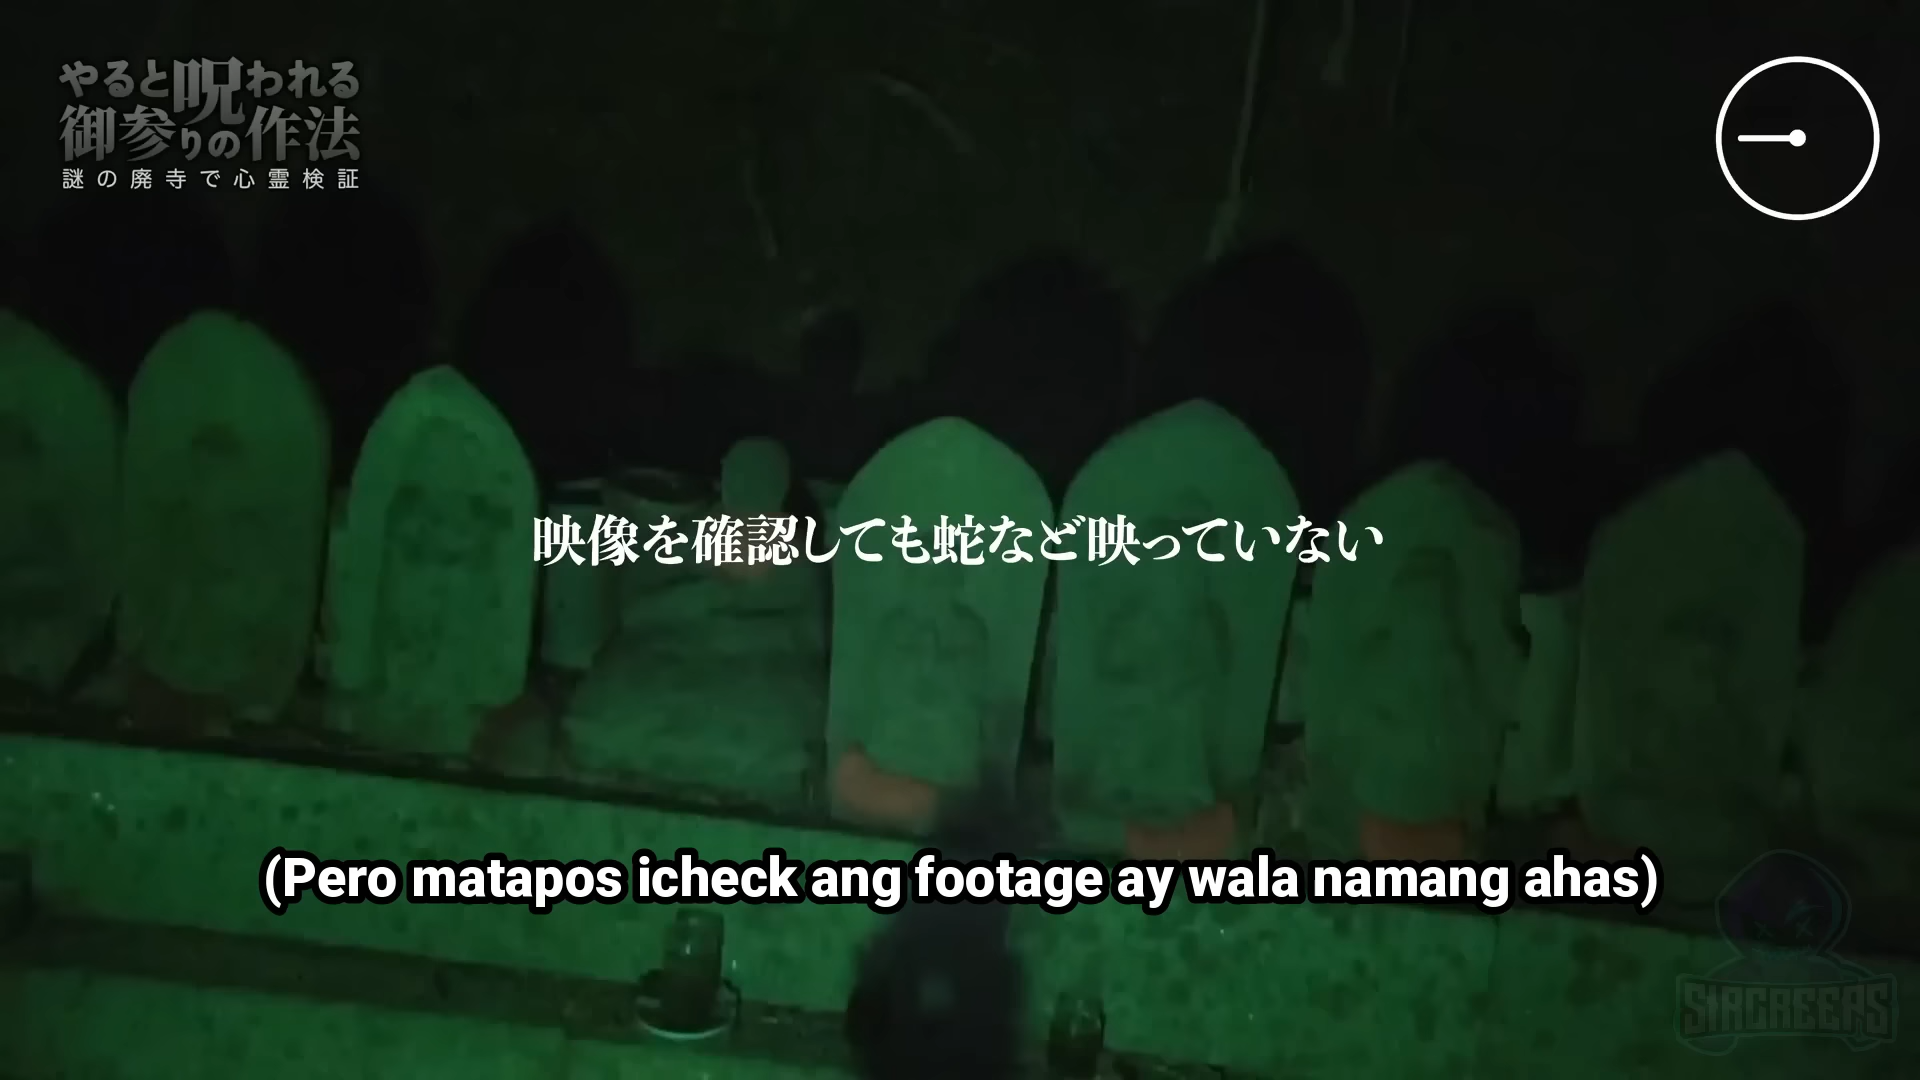 やると呪われる
御参りの作法
謎の廃寺で心霊検証
映像を確認しても蛇など映っていない
(Pero matapos icheck ang footage ay wala namang ahas)
SIRCREEPS